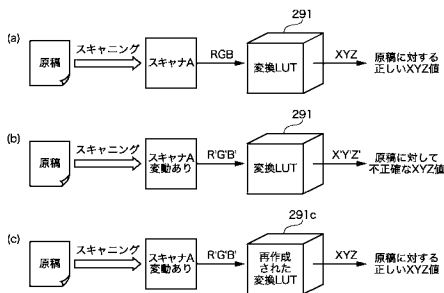 (a)
原稿
スキャニング
スキャナA
RGB
291
変換LUT
XYZ
原稿に対する
正しいXYZ値
(b)
原稿
スキャニング
スキャナA
変動あり
R'G'B'
291
変換LUT
X'Y'Z'
原稿に対して
不正確なXYZ値
(c)
原稿
スキャニング
スキャナA
変動あり
R'G'B'
291c
再作成
された
変換LUT
XYZ
原稿に対する
正しいXYZ値